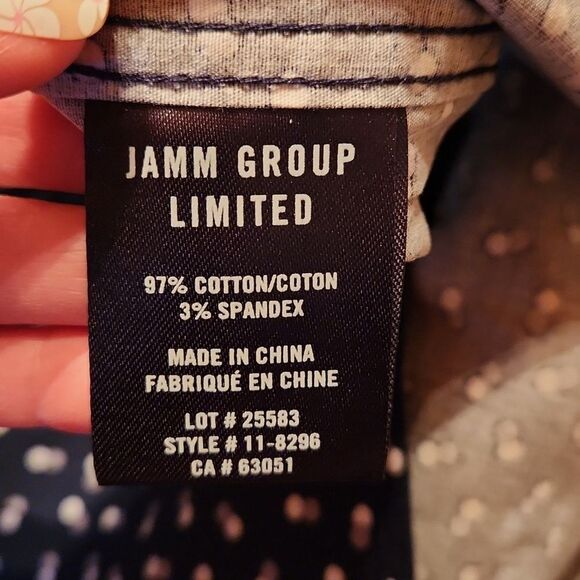 JAMM GROUP
LIMITED
97% COTTON/COTON
3% SPANDEX
MADE IN CHINA
FABRIQUÉ EN CHINE
LOT # 25583
STYLE # 11-8296
CA # 63051